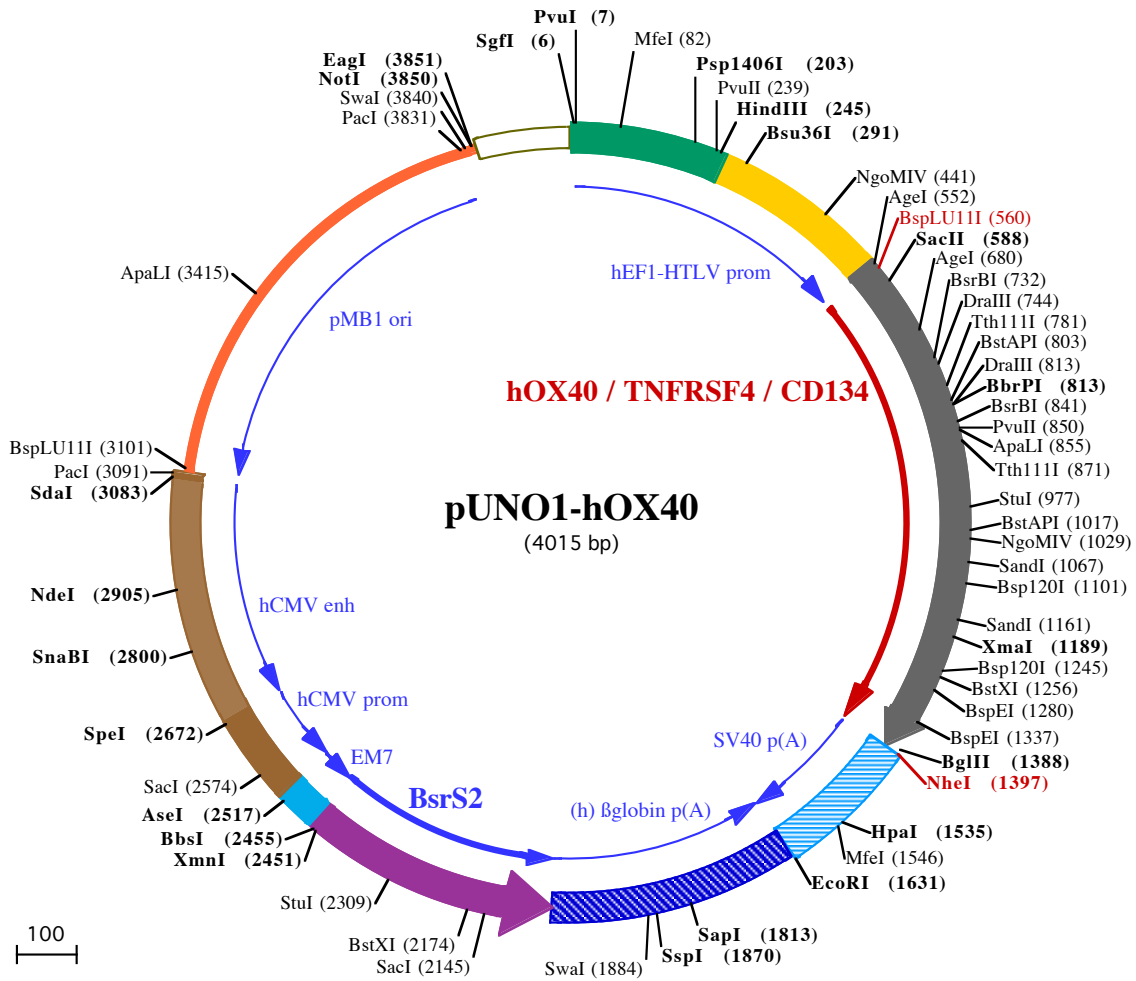 PvuI (7)
SgfI (6)
MfeI (82)
Psp1406I (203)
PvuII (239)
HindIII (245)
Bsu36I (291)
NgoMIV (441)
AgeI (552)
BspLU11I (560)
SacII (588)
AgeI (680)
BsrBI (732)
DraIII (744)
Tth111I (781)
BstAPI (803)
DraIII (813)
BbrPI (813)
BsrBI (841)
PvuII (850)
ApaLI (855)
Tth111I (871)
StuI (977)
BstAPI (1017)
NgoMIV (1029)
SandI (1067)
Bsp120I (1101)
SandI (1161)
XmaI (1189)
Bsp120I (1245)
BstXI (1256)
BspEI (1280)
BspEI (1337)
BglII (1388)
NheI (1397)
HpaI (1535)
MfeI (1546)
EcoRI (1631)
SapI (1813)
SspI (1870)
SwaI (1884)
SacI (2145)
BstXI (2174)
StuI (2309)
XmnI (2451)
BbsI (2455)
AseI (2517)
SacI (2574)
SpeI (2672)
SnaBI (2800)
NdeI (2905)
SdaI (3083)
PacI (3091)
BspLU11I (3101)
ApaLI (3415)
PacI (3831)
SwaI (3840)
NotI (3850)
EagI (3851)
hEF1-HTLV prom
pMB1 ori
hOX40 / TNFRSF4 / CD134
pUNO1-hOX40
(4015 bp)
hCMV enh
hCMV prom
EM7
BsrS2
(h) ßglobin p(A)
SV40 p(A)
100